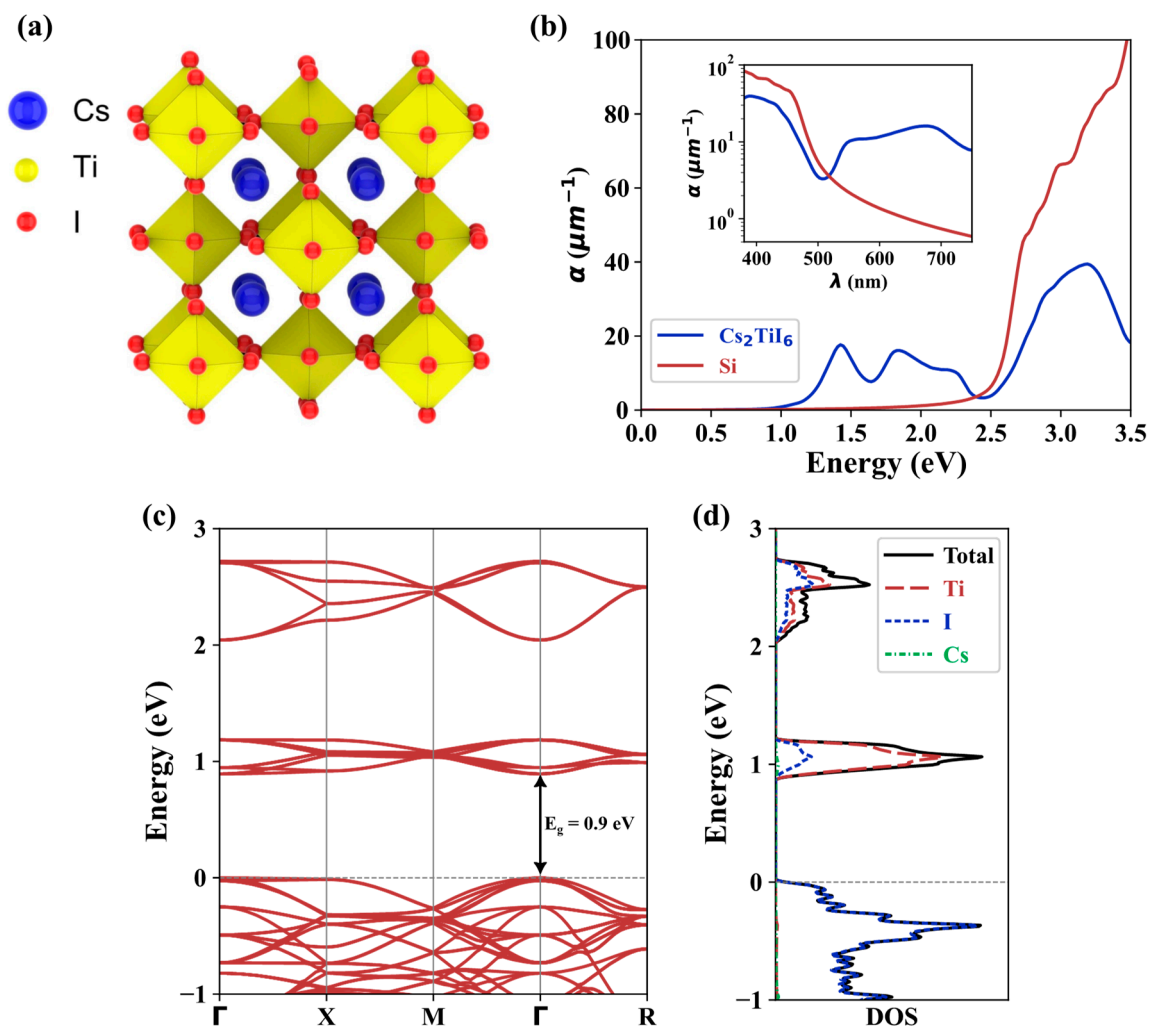 (a)
Cs
Ti
I
(b)
100
80
60
40
20
0
α (μm⁻¹)
10²
10¹
10⁰
α (μm⁻¹)
400 500 600 700
λ (nm)
Cs₂TiI₆
Si
0.0 0.5 1.0 1.5 2.0 2.5 3.0 3.5
Energy (eV)
(c)
3
2
1
0
−1
Energy (eV)
E_g = 0.9 eV
Γ X M Γ R
(d)
3
2
1
0
−1
Energy (eV)
Total
Ti
I
Cs
DOS